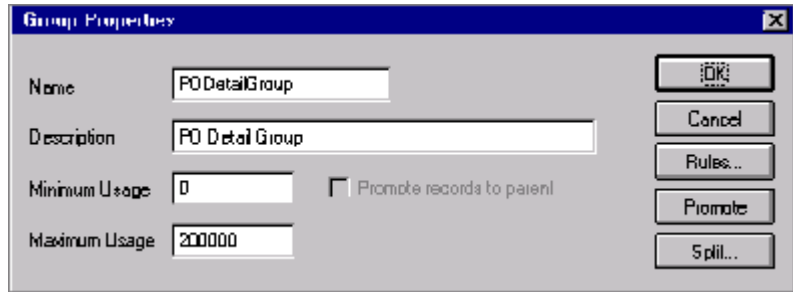 Group Properties
Name PODetailGroup
Description PO Detail Group
Minimum Usage 0 Promote records to parent
Maximum Usage 200000
OK
Cancel
Rules...
Promote
Split...